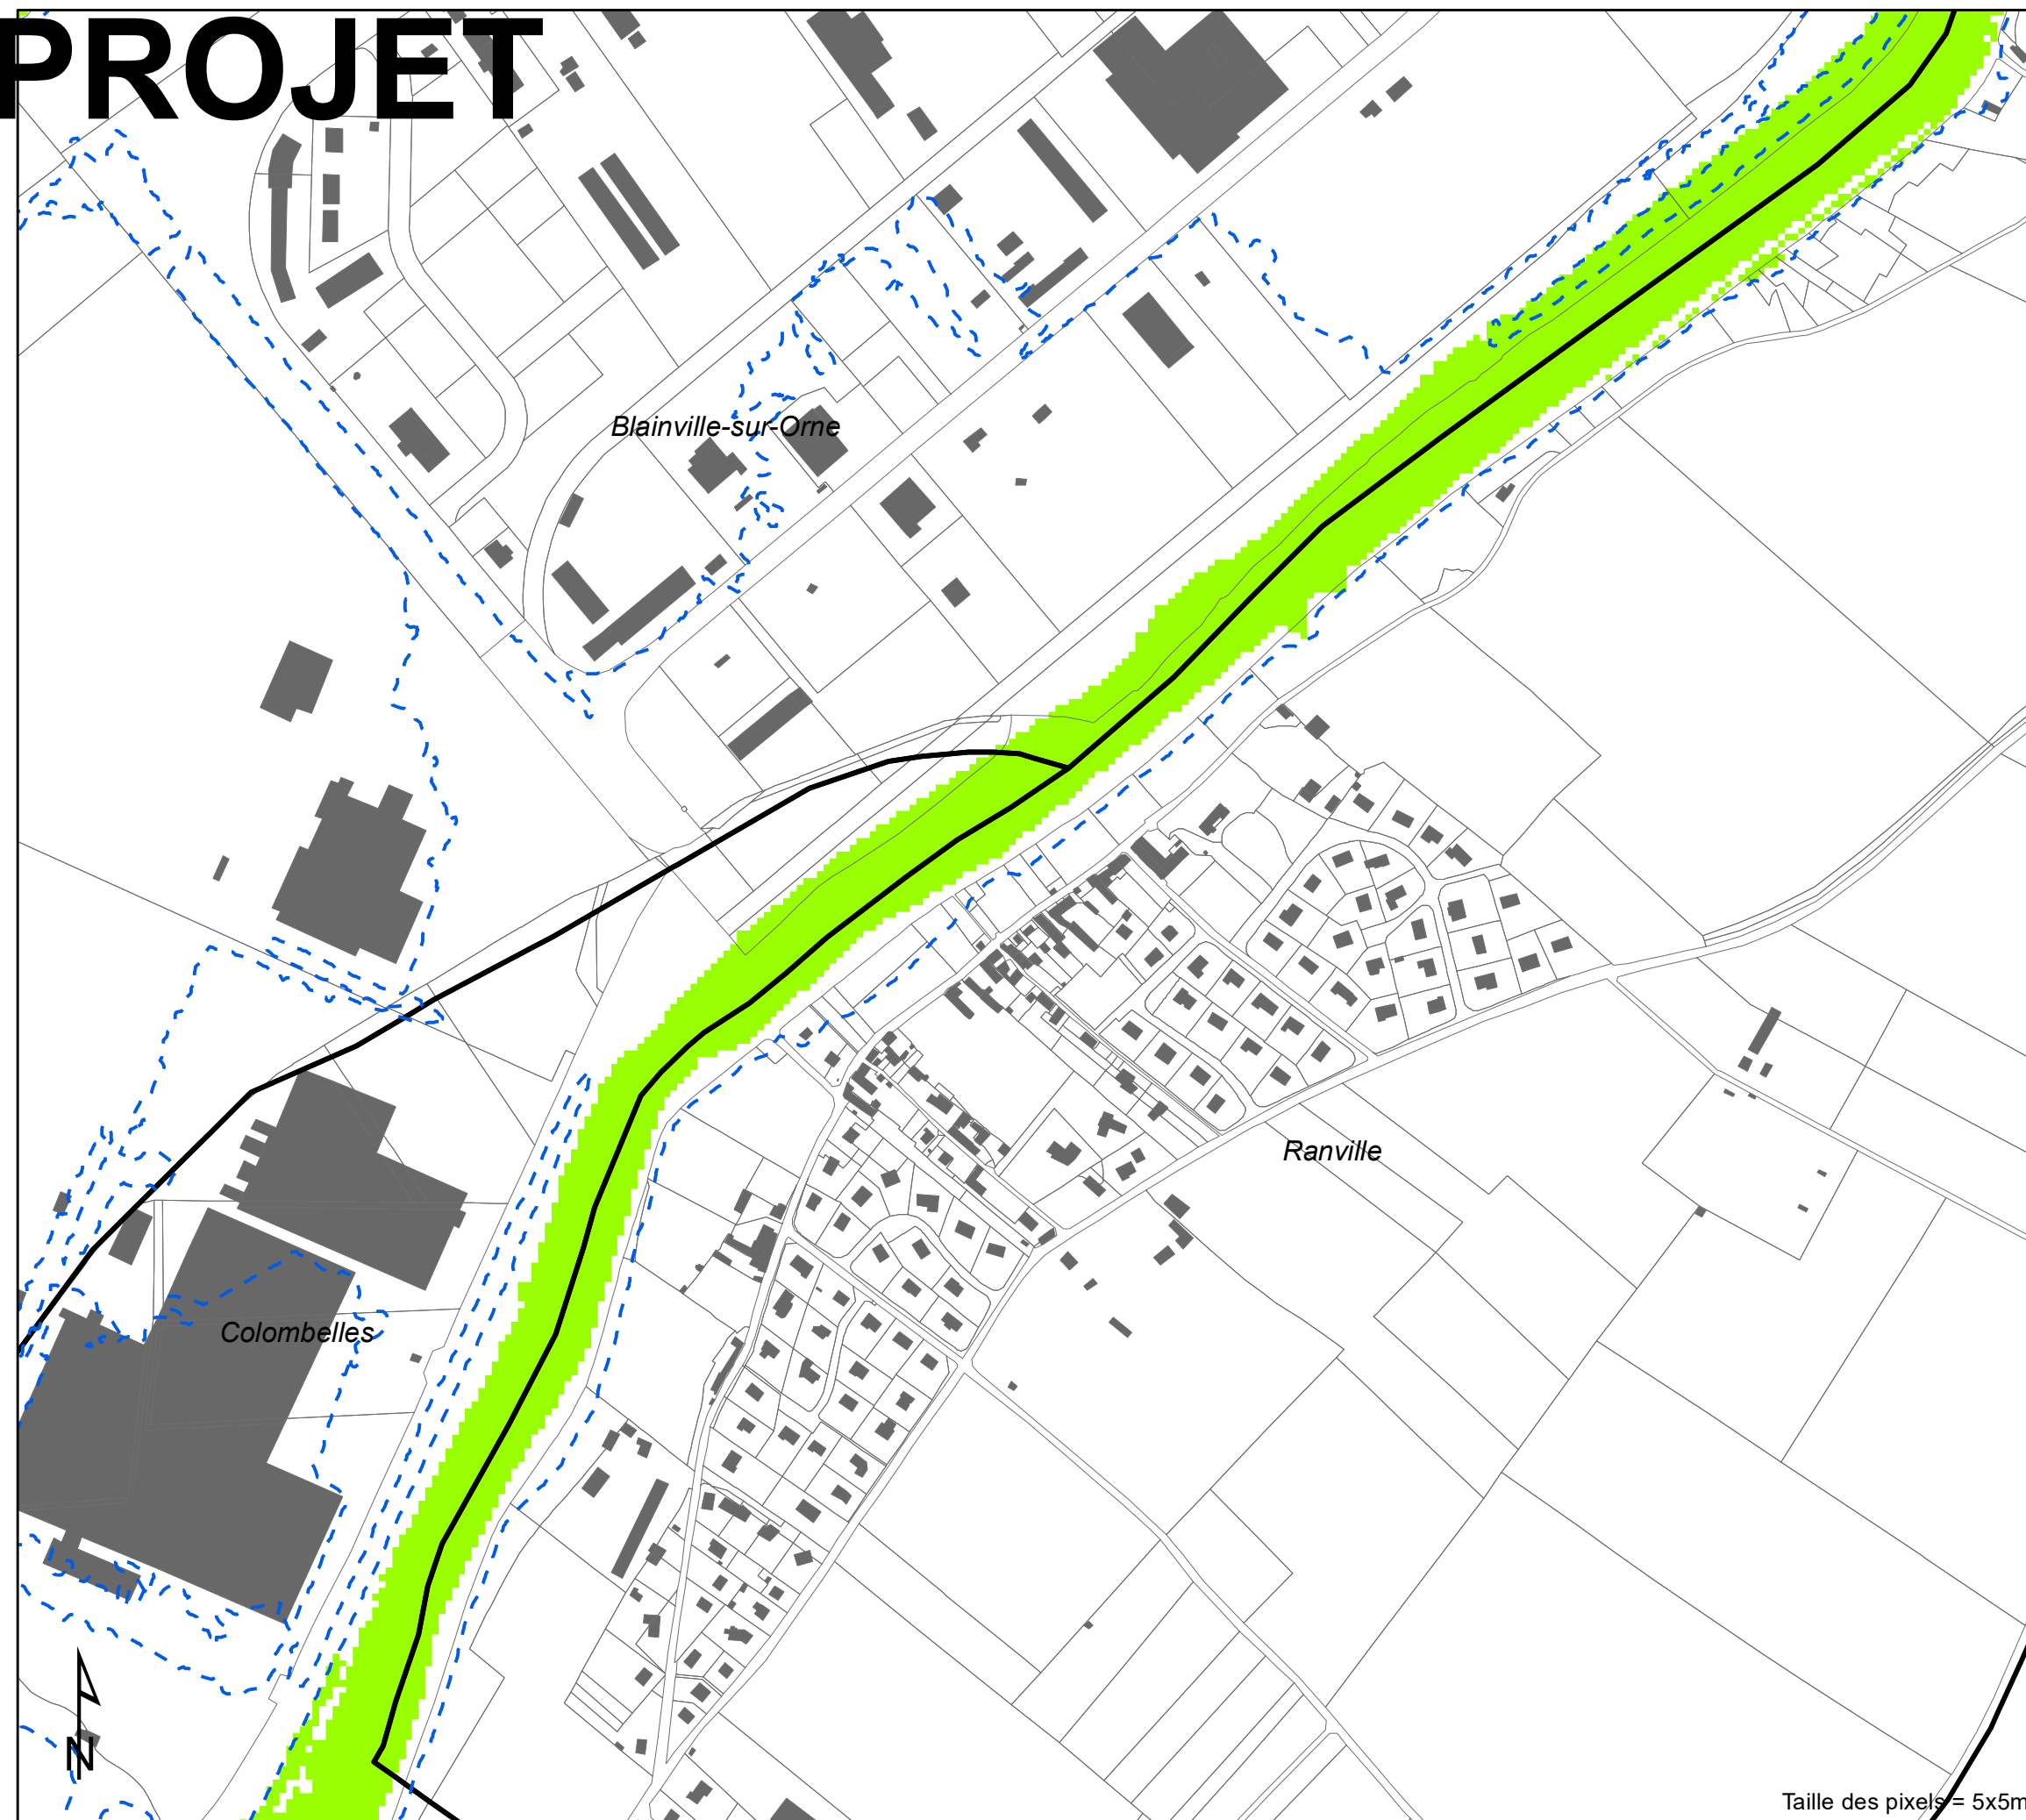 PROJET
Blainville-sur-Orne
Ranville
Colombelles
N
Taille des pixels = 5x5m